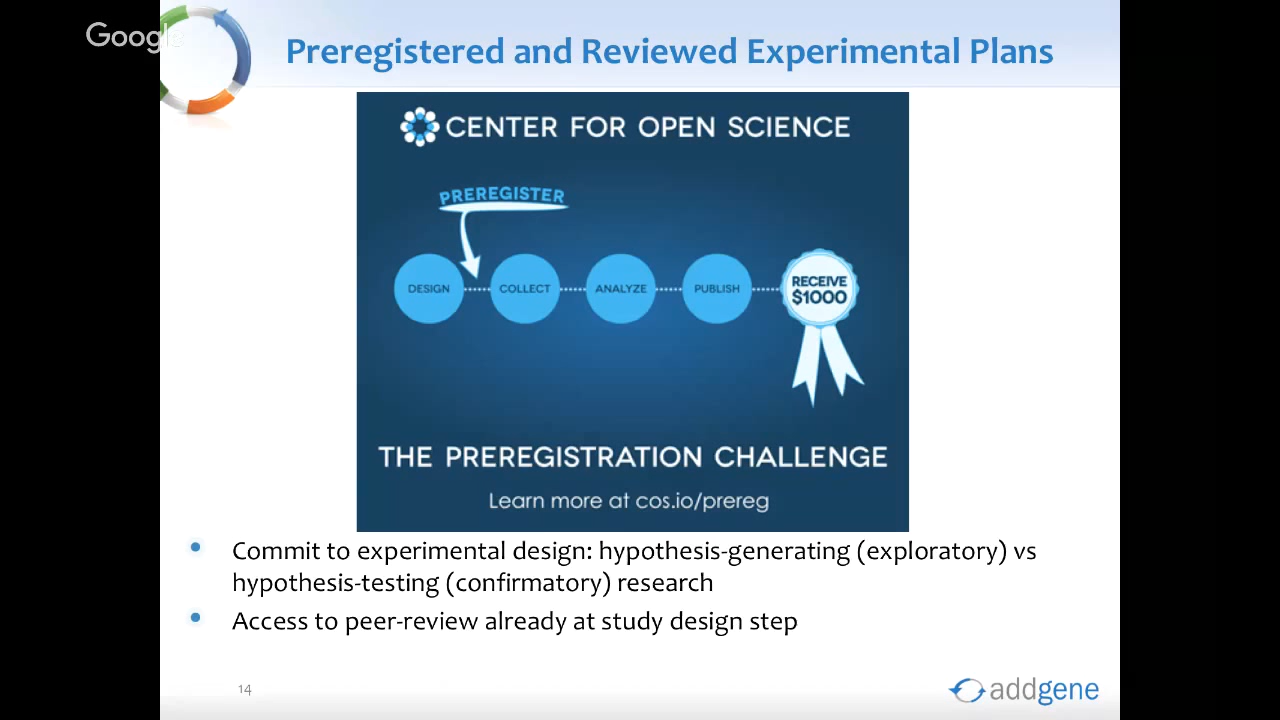 Google
Preregistered and Reviewed Experimental Plans
CENTER FOR OPEN SCIENCE
PREREGISTER
DESIGN
COLLECT
ANALYZE
PUBLISH
RECEIVE
$1000
THE PREREGISTRATION CHALLENGE
Learn more at cos.io/prereg
• Commit to experimental design: hypothesis-generating (exploratory) vs
hypothesis-testing (confirmatory) research
• Access to peer-review already at study design step
14
addgene